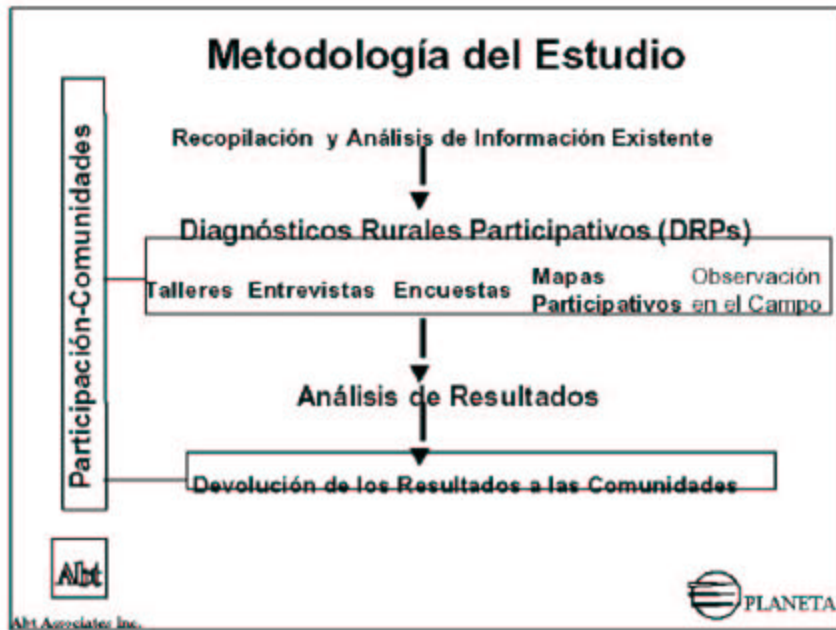 Metodología del Estudio
Participación-Comunidades
Recopilación y Análisis de Información Existente
Diagnósticos Rurales Participativos (DRPs)
Talleres Entrevistas Encuestas Mapas Participativos Observación en el Campo
Análisis de Resultados
Devolución de los Resultados a las Comunidades
Abt
Abt Associates Inc.
PLANETA